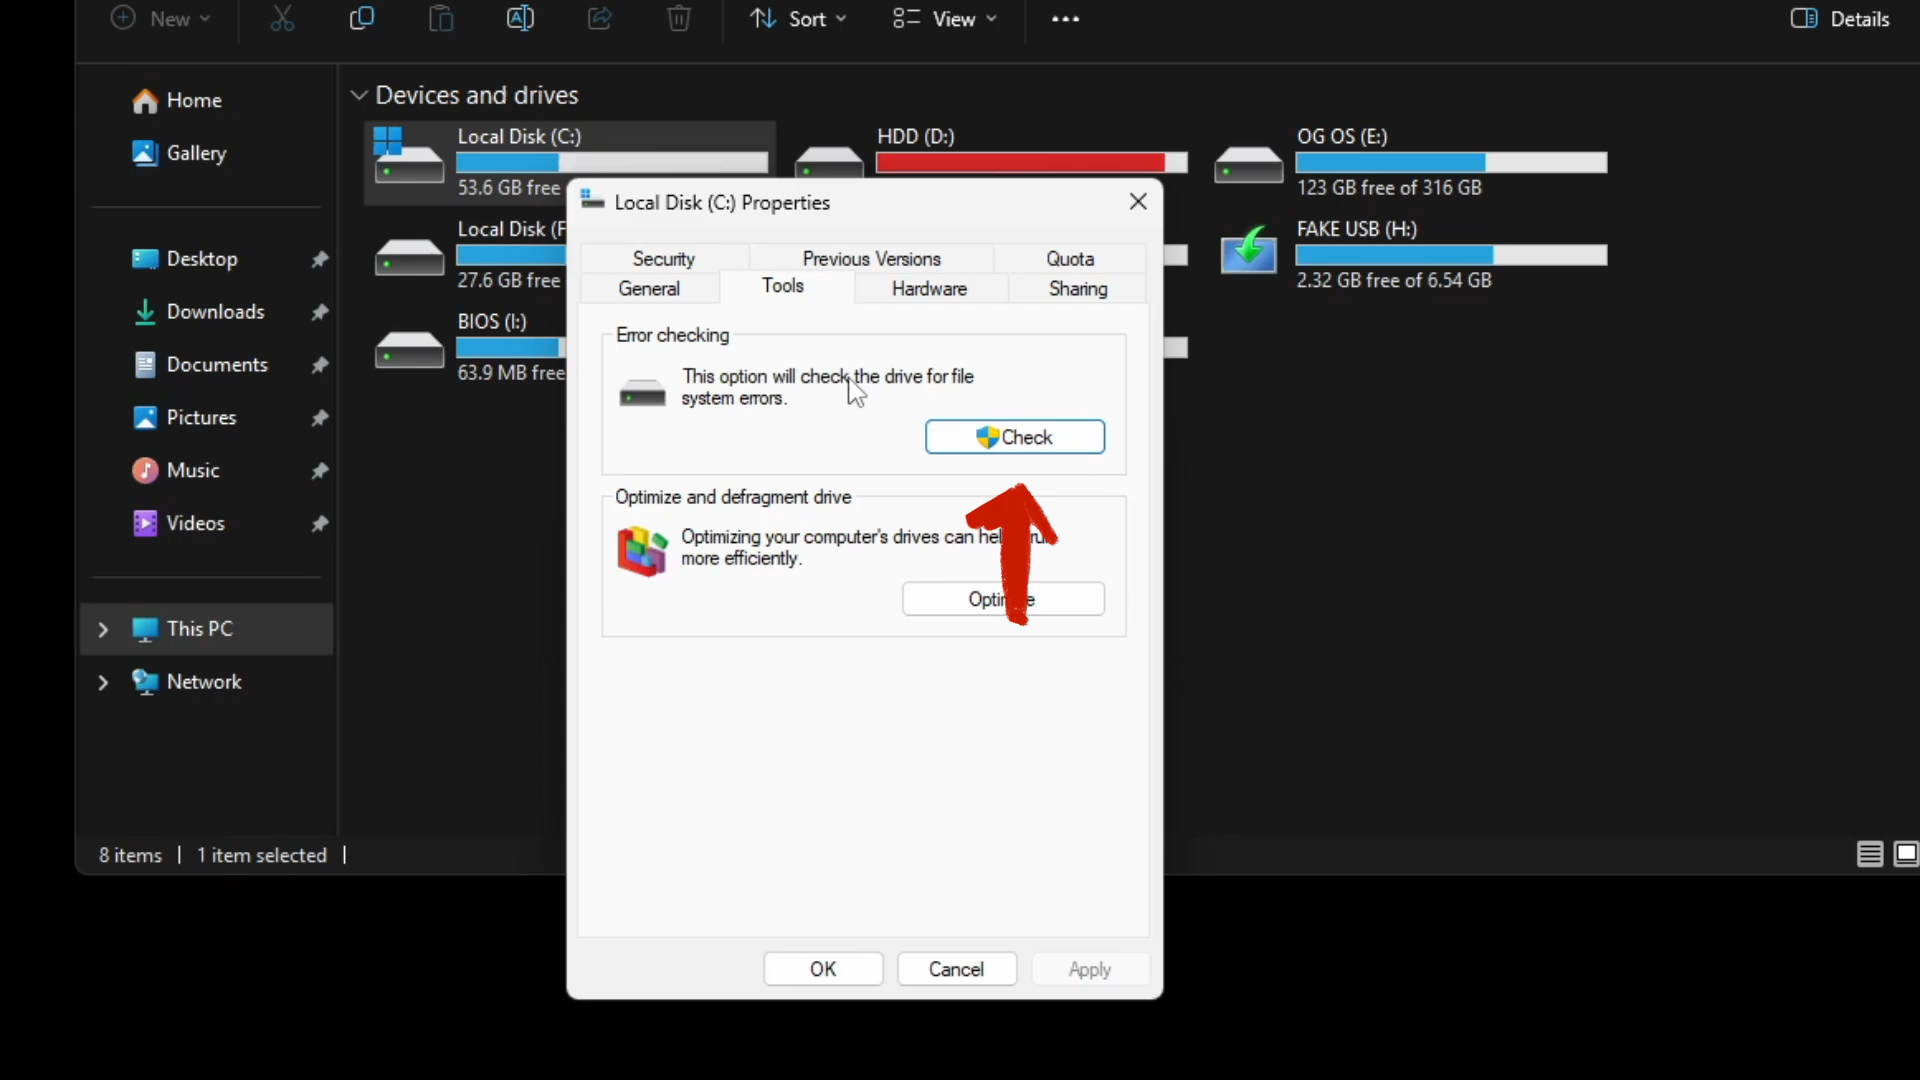 New
Sort
View
Details
Home
Gallery
Desktop
Downloads
Documents
Pictures
Music
Videos
This PC
Network
Devices and drives
Local Disk (C:)
53.6 GB free
HDD (D:)
OG OS (E:)
123 GB free of 316 GB
Local Disk (F
27.6 GB free
FAKE USB (H:)
2.32 GB free of 6.54 GB
BIOS (I:)
63.9 MB free
Local Disk (C:) Properties
Security
Previous Versions
Quota
General
Tools
Hardware
Sharing
Error checking
This option will check the drive for file
system errors.
Check
Optimize and defragment drive
Optimizing your computer's drives can
more efficiently.
OK
Cancel
Apply
8 items
1 item selected